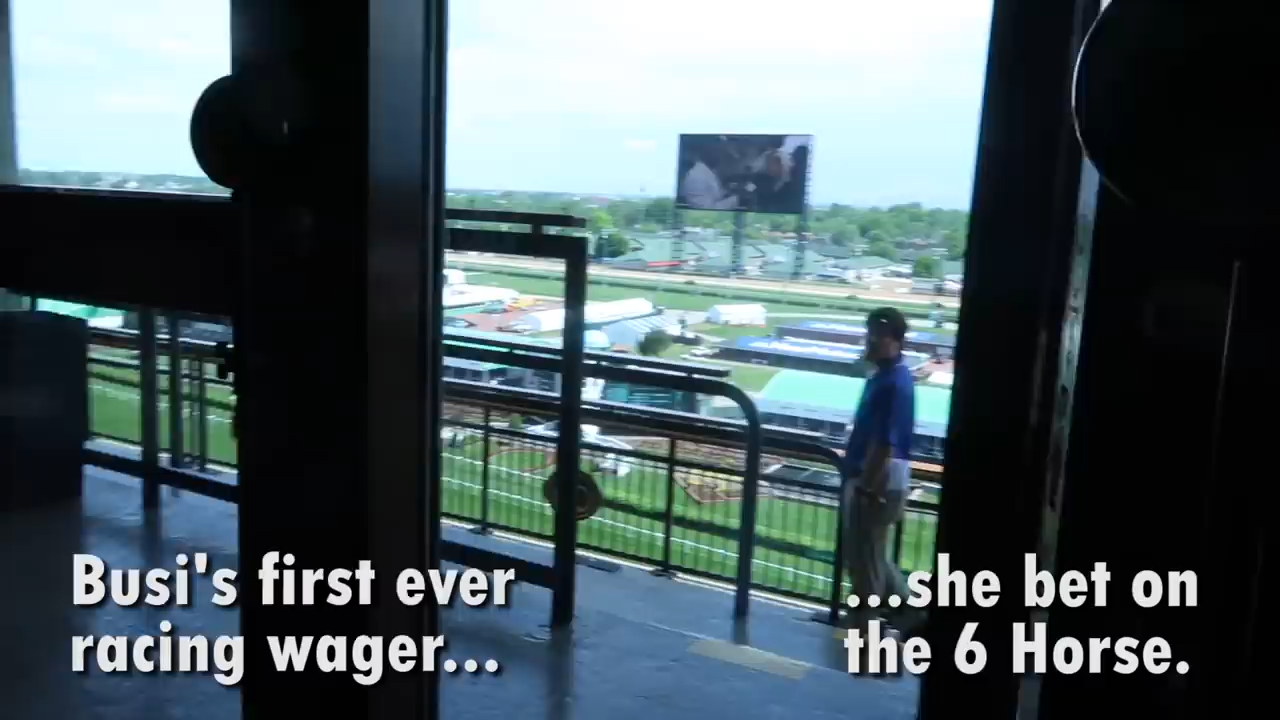 Busi's first ever
racing wager...
...she bet on
the 6 Horse.